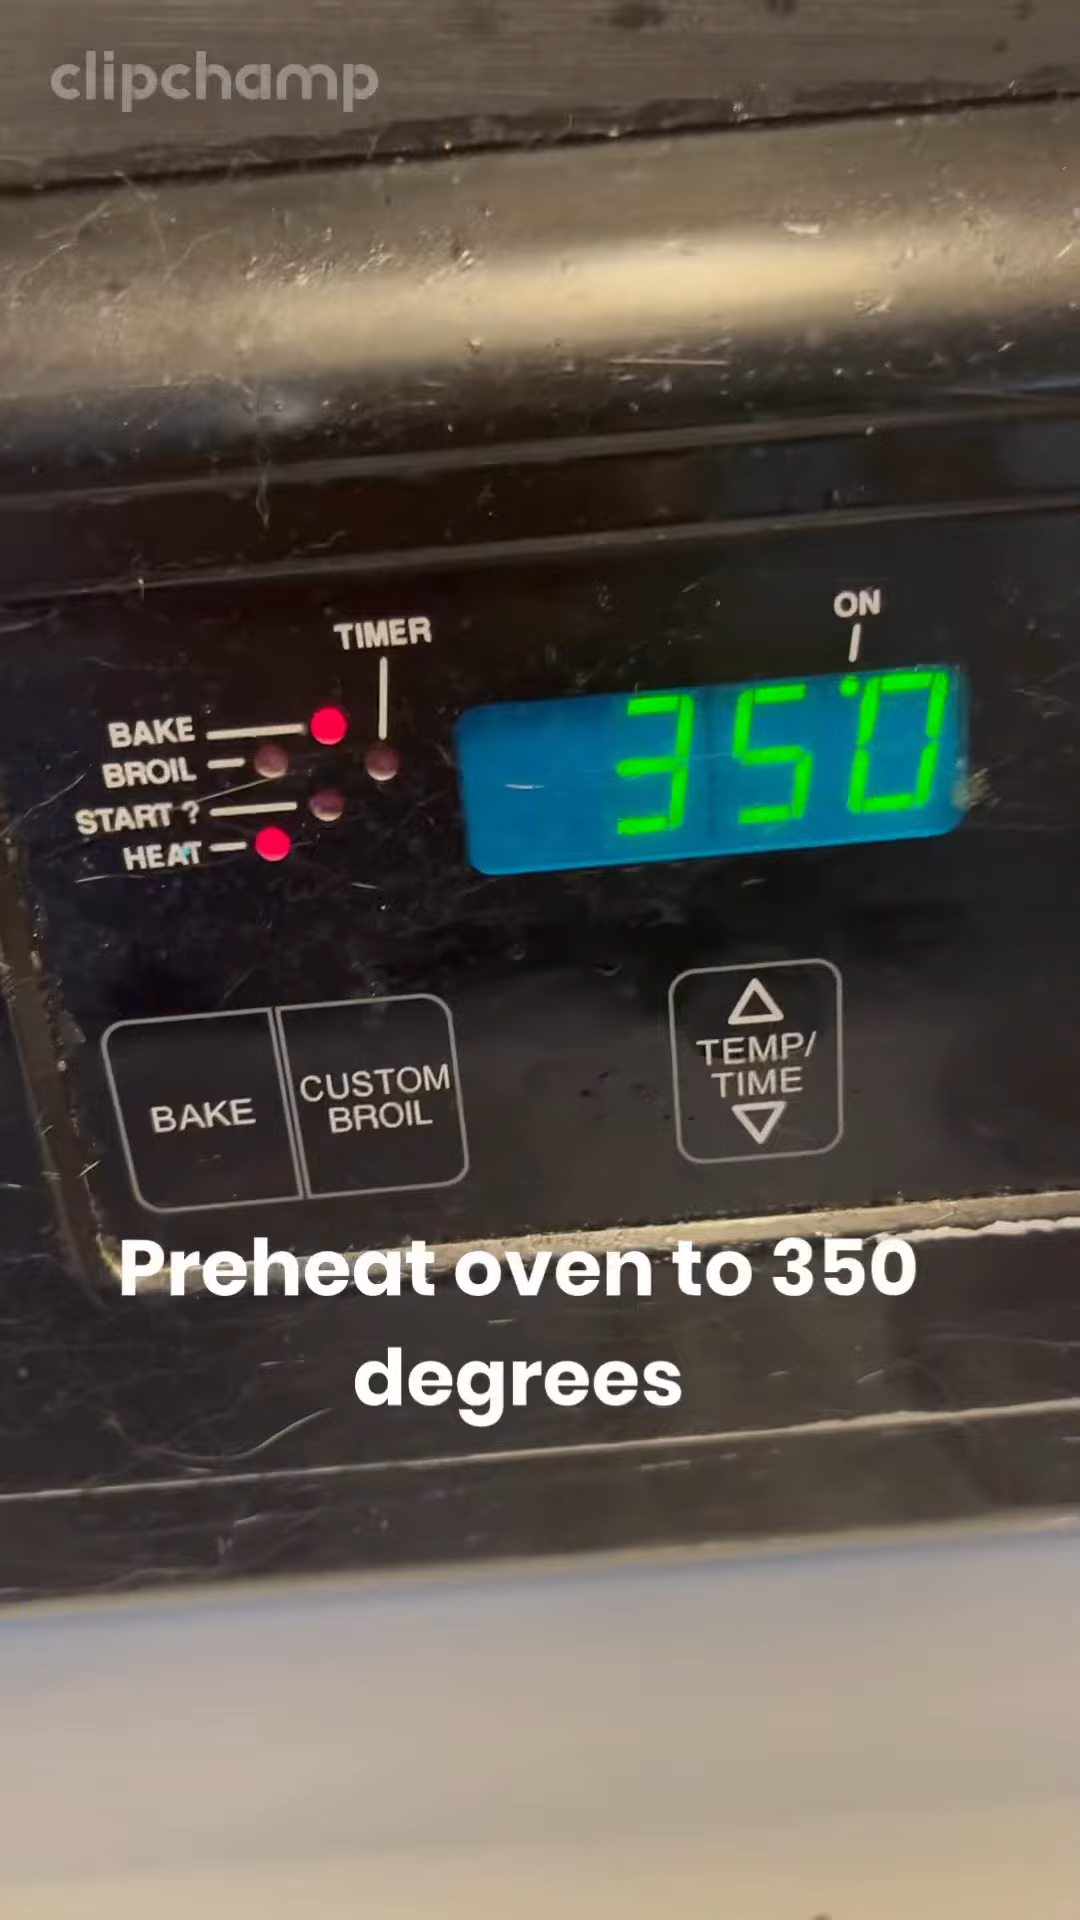 clipchamp
ON
TIMER
BAKE
BROIL
START ?
HEAT
350
BAKE
CUSTOM
BROIL
TEMP/
TIME
Preheat oven to 350
degrees